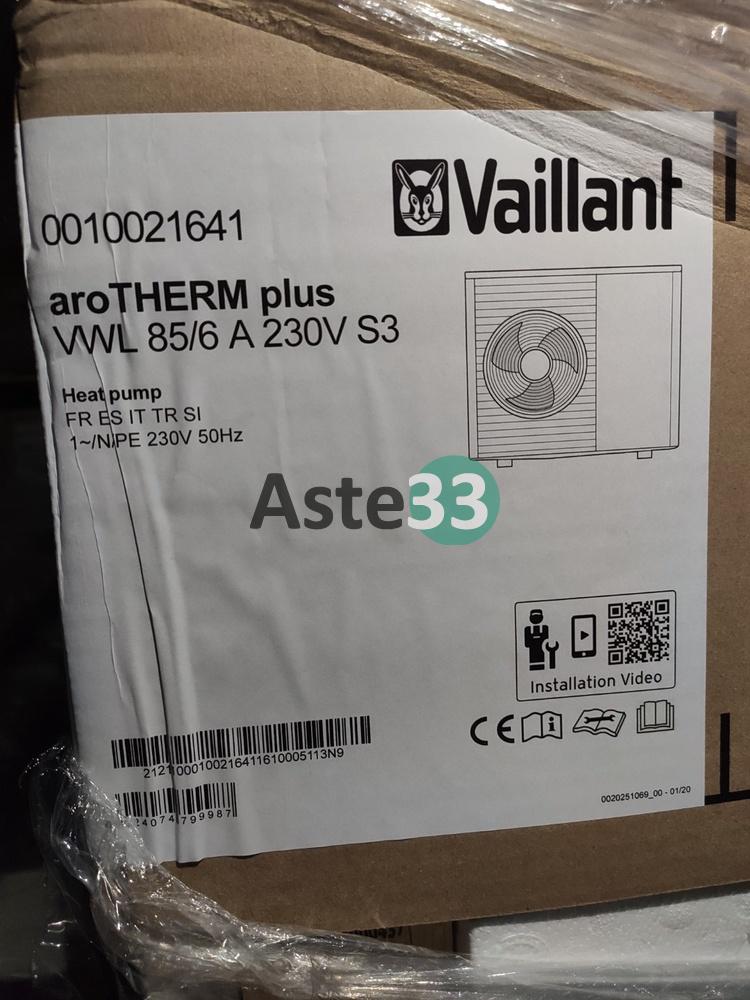 Vaillant
0010021641
aroTHERM plus
VWL 85/6 A 230V S3
Heat pump
FR ES IT TR SI
1~/N/PE 230V 50Hz
Aste33
Installation Video
CE
0020251069_00 - 01/20